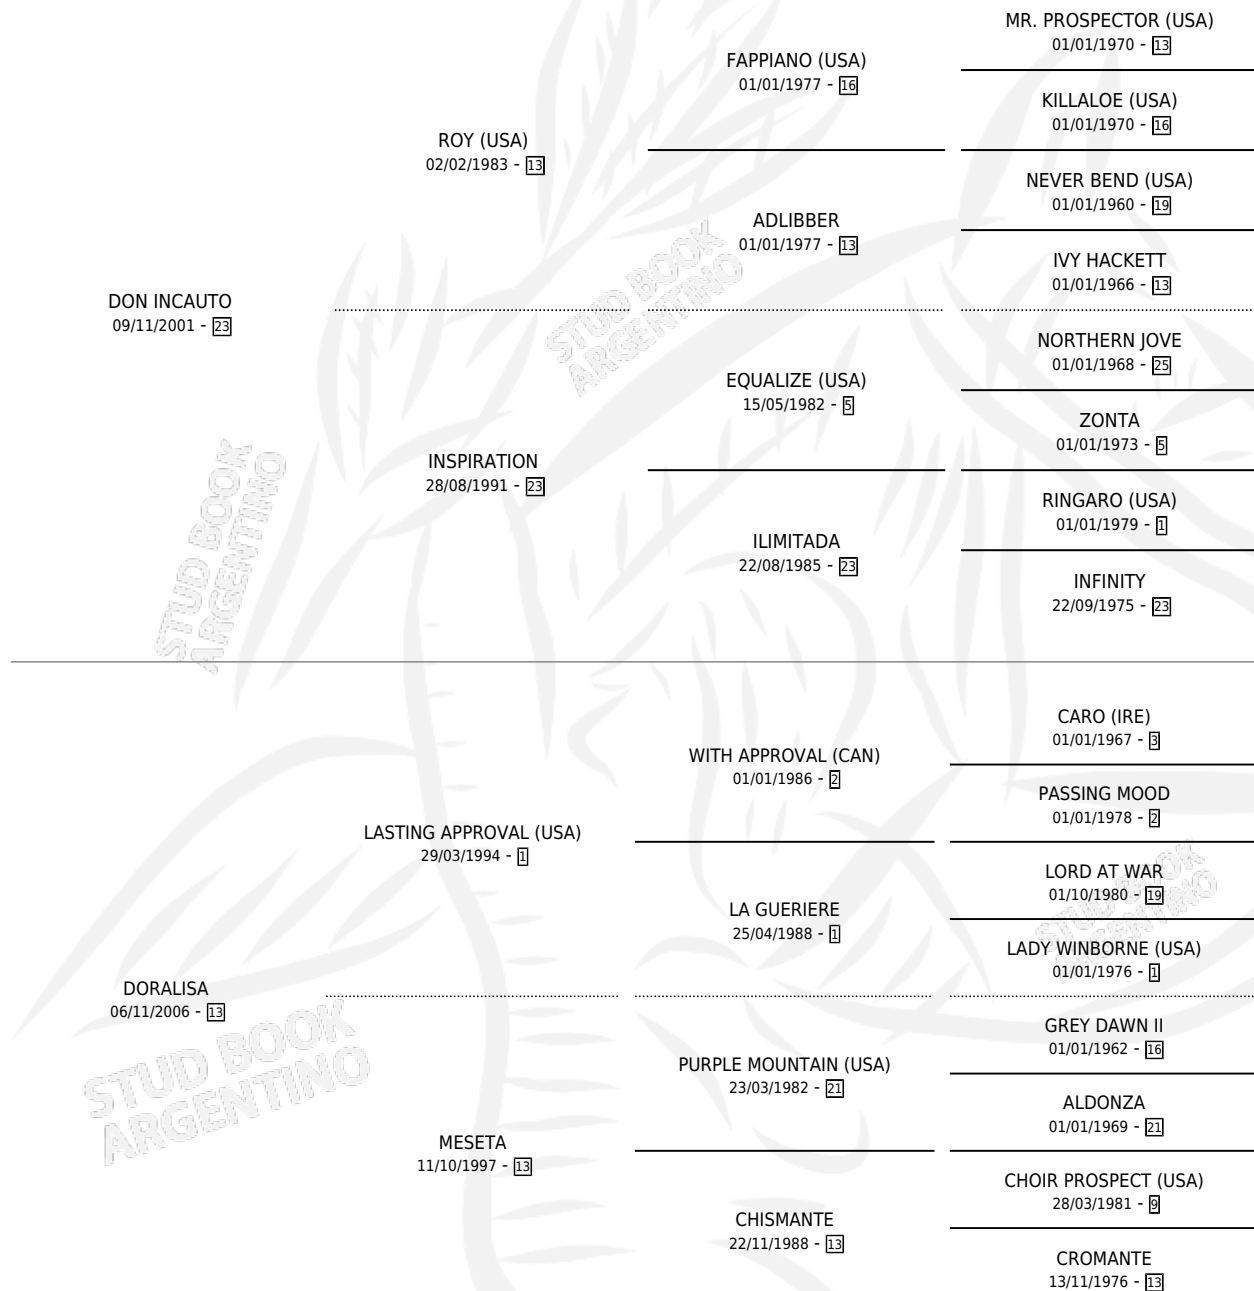 MR. PROSPECTOR (USA)
01/01/1970 - 13
FAPPIANO (USA)
01/01/1977 - 16
KILLALOE (USA)
01/01/1970 - 16
ROY (USA)
02/02/1983 - 13
NEVER BEND (USA)
01/01/1960 - 19
ADLIBBER
01/01/1977 - 13
IVY HACKETT
01/01/1966 - 13
DON INCAUTO
09/11/2001 - 23
NORTHERN JOVE
01/01/1968 - 25
EQUALIZE (USA)
15/05/1982 - 5
ZONTA
01/01/1973 - 5
INSPIRATION
28/08/1991 - 23
RINGARO (USA)
01/01/1979 - 1
ILIMITADA
22/08/1985 - 23
INFINITY
22/09/1975 - 23
CARO (IRE)
01/01/1967 - 3
WITH APPROVAL (CAN)
01/01/1986 - 2
PASSING MOOD
01/01/1978 - 2
LASTING APPROVAL (USA)
29/03/1994 - 1
LORD AT WAR
01/10/1980 - 19
LA GUERIERE
25/04/1988 - 1
LADY WINBORNE (USA)
01/01/1976 - 1
DORALISA
06/11/2006 - 13
GREY DAWN II
01/01/1962 - 16
PURPLE MOUNTAIN (USA)
23/03/1982 - 21
ALDONZA
01/01/1969 - 21
MESETA
11/10/1997 - 13
CHOIR PROSPECT (USA)
28/03/1981 - 9
CHISMANTE
22/11/1988 - 13
CROMANTE
13/11/1976 - 13
STUD BOOK
ARGENTINO
STUD BOOK
ARGENTINO
STUD BOOK
ARGENTINO
STUD BOOK
ARGENTINO